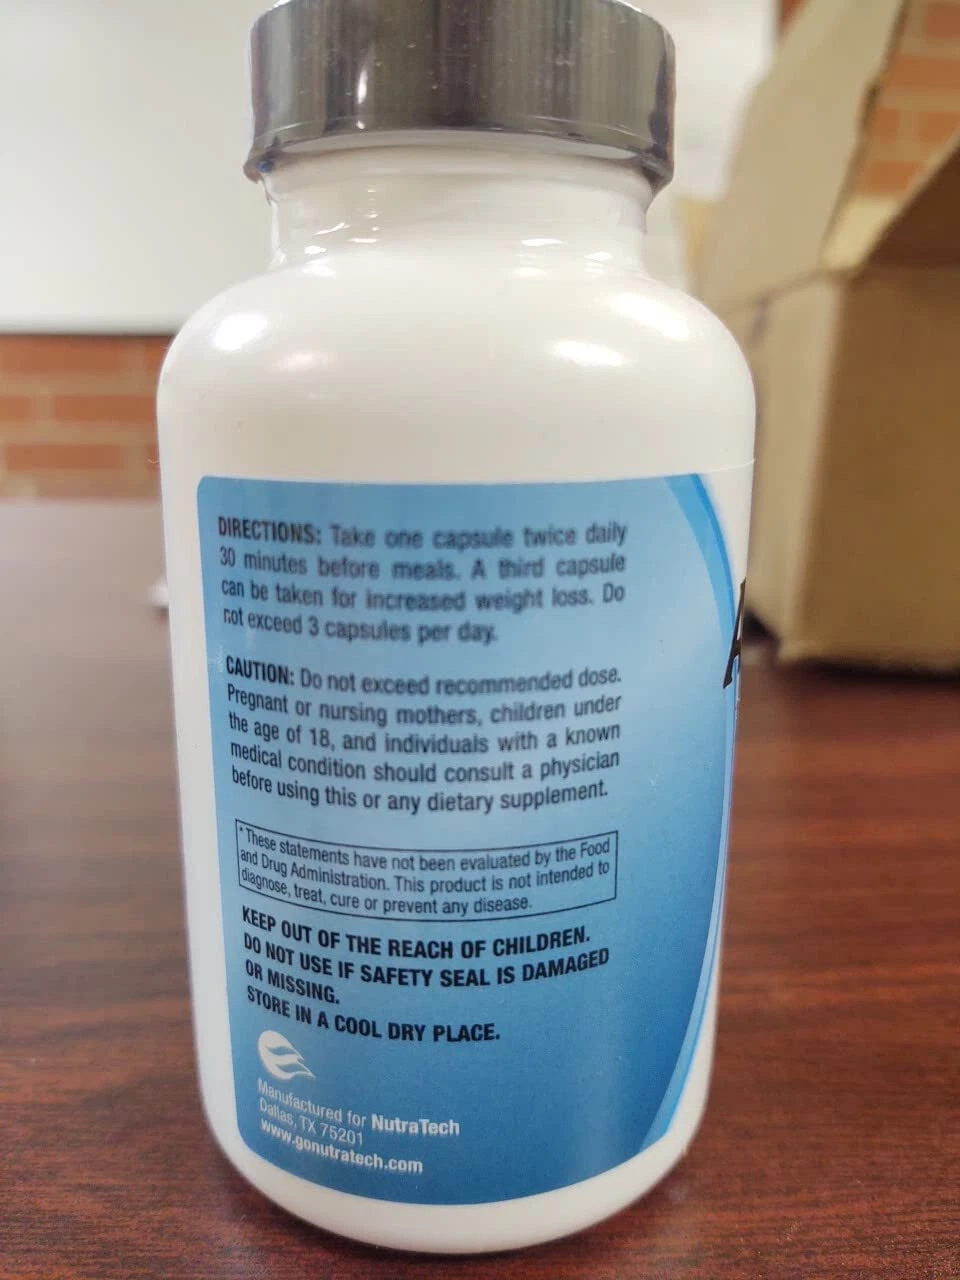 DIRECTIONS: Take one capsule twice daily
30 minutes before meals. A third capsule
can be taken for increased weight loss. Do
not exceed 3 capsules per day.
CAUTION: Do not exceed recommended dose.
Pregnant or nursing mothers, children under
the age of 18, and individuals with a known
medical condition should consult a physician
before using this or any dietary supplement.
* These statements have not been evaluated by the Food
and Drug Administration. This product is not intended to
diagnose, treat, cure or prevent any disease.
KEEP OUT OF THE REACH OF CHILDREN.
DO NOT USE IF SAFETY SEAL IS DAMAGED
OR MISSING.
STORE IN A COOL DRY PLACE.
Manufactured for NutraTech
Dallas, TX 75201
www.gonutratech.com